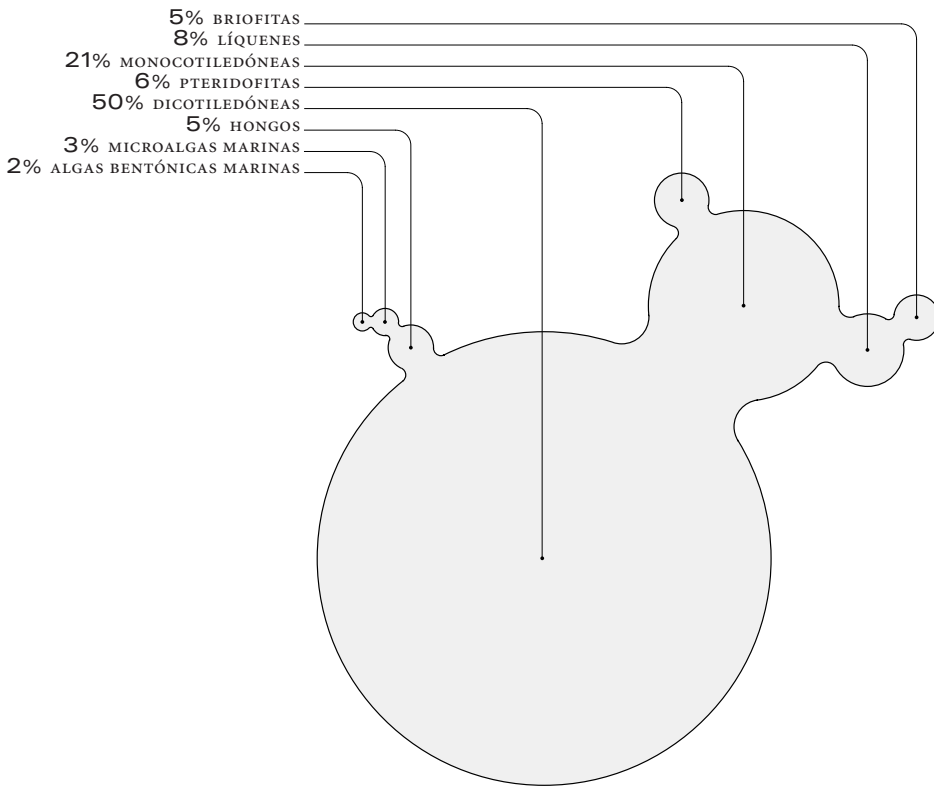 5% BRIOFITAS
8% LÍQUENES
21% MONOCOTILEDÓNEAS
6% PTERIDOFITAS
50% DICOTILEDÓNEAS
5% HONGOS
3% MICROALGAS MARINAS
2% ALGAS BENTÓNICAS MARINAS